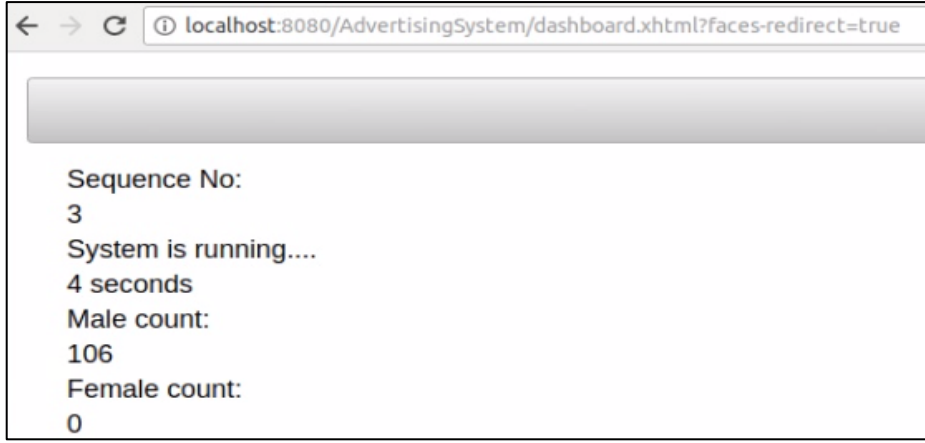 localhost:8080/AdvertisingSystem/dashboard.xhtml?faces-redirect=true
Sequence No:
3
System is running....
4 seconds
Male count:
106
Female count:
0